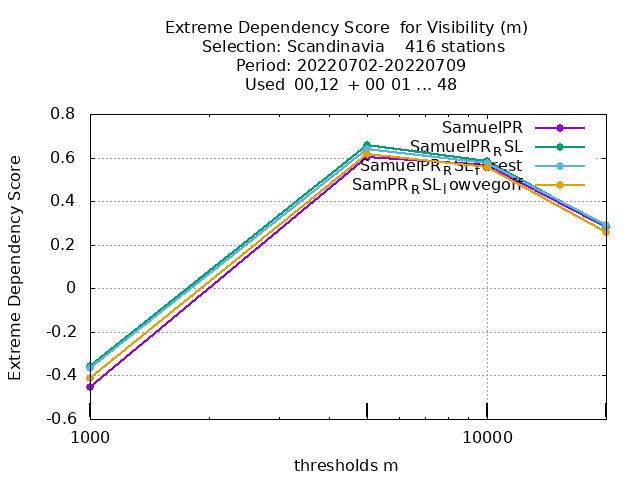 Extreme Dependency Score for Visibility (m)
Selection: Scandinavia 416 stations
Period: 20220702-20220709
Used 00,12 + 00 01 ... 48
Extreme Dependency Score
0.8
0.6
0.4
0.2
0
-0.2
-0.4
-0.6
SamuelPR
SamuelPR_RSL
SamuelPR_RSL_forest
SamPR_RSL_lowvegoff
1000
10000
thresholds m